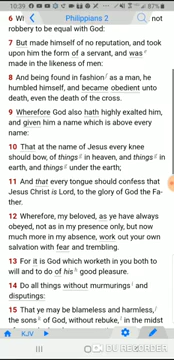 10:39
Philippians 2
6 Wi not
robbery to be equal with God:
7 But made himself of no reputation, and took
upon him the form of a servant, and was
made in the likeness of men:
8 And being found in fashion as a man, he
humbled himself, and became obedient unto
death, even the death of the cross.
9 Wherefore God also hath highly exalted him,
and given him a name which is above every
name:
10 That at the name of Jesus every knee
should bow, of things in heaven, and things in
earth, and things under the earth;
11 And that every tongue should confess that
Jesus Christ is Lord, to the glory of God the Fa-
ther.
12 Wherefore, my beloved, as ye have always
obeyed, not as in my presence only, but now
much more in my absence, work out your own
salvation with fear and trembling.
13 For it is God which worketh in you both to
will and to do of his good pleasure.
14 Do all things without murmurings and
disputings:
15 That ye may be blameless and harmless,
the sons of God, without rebuke, in the midst
KJV